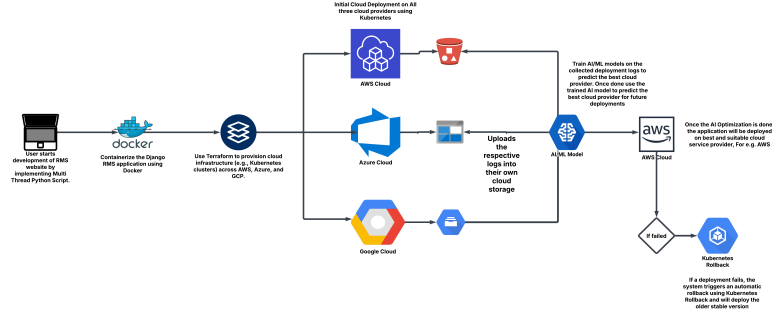 Initial Cloud Deployment on All
three cloud providers using
Kubernetes
AWS Cloud
Train AI/ML models on the
collected deployment logs to
predict the best cloud
provider. Once done use the
trained AI model to predict the
best cloud provider for future
deployments
User starts
development of RMS
website by
implementing Multi
Thread Python Script.
docker
Containerize the Django
RMS application using
Docker
Use Terraform to provision cloud
infrastructure (e.g., Kubernetes
clusters) across AWS, Azure, and
GCP.
Azure Cloud
Uploads
the
respective
logs into
their own
cloud
storage
AI/ML Model
aws
AWS Cloud
Once the AI Optimization is done
the application will be deployed
on best and suitable cloud
service provider, For e.g. AWS
Google Cloud
If failed
Kubernetes
Rollback
If a deployment fails, the
system triggers an automatic
rollback using Kubernetes
Rollback and will deploy the
older stable version